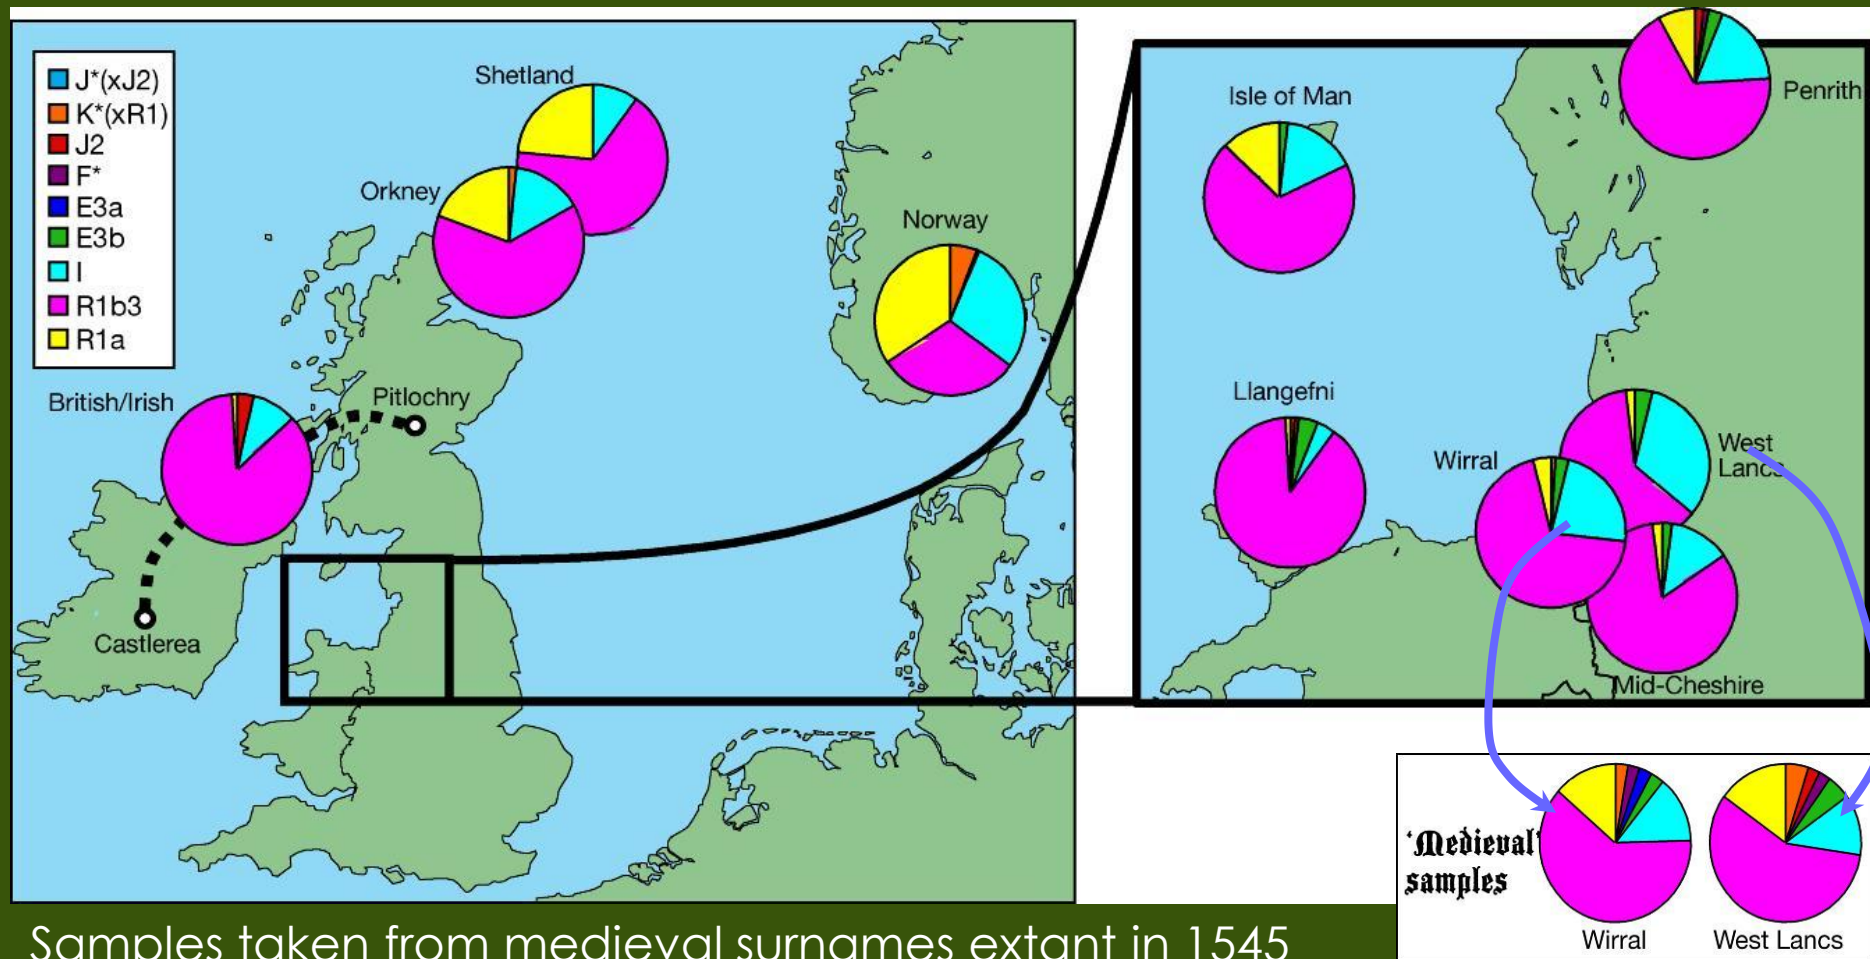 J*(xJ2)
K*(xR1)
J2
F*
E3a
E3b
I
R1b3
R1a
Shetland
Orkney
Norway
British/Irish
Pitlochry
Castlerea
Isle of Man
Penrith
Llangefni
Wirral
West
Lancs
Mid-Cheshire
'Medieval'
samples
Wirral
West Lancs
Samples taken from medieval surnames extant in 1545